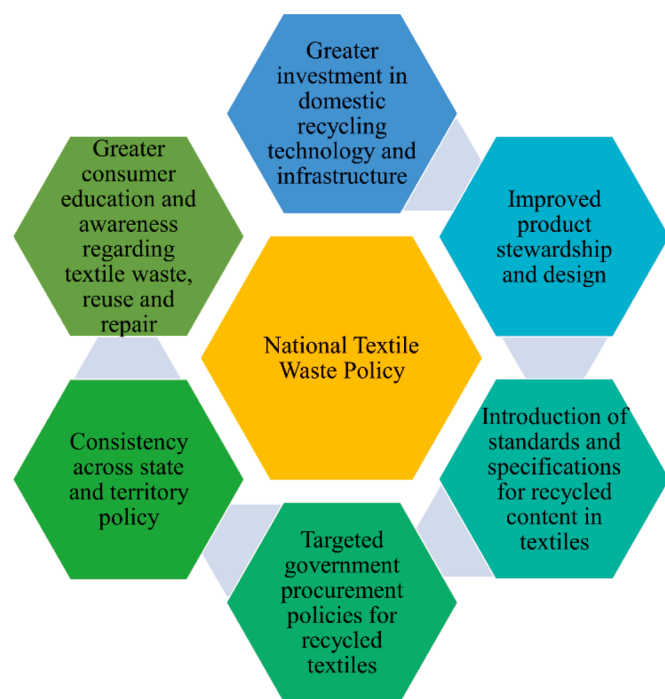 Greater
investment in
domestic
recycling
technology and
infrastructure
Improved
product
stewardship
and design
Introduction of
standards and
specifications
for recycled
content in
textiles
Targeted
government
procurement
policies for
recycled
textiles
Consistency
across state
and territory
policy
Greater
consumer
education and
awareness
regarding
textile waste,
reuse and
repair
National Textile
Waste Policy